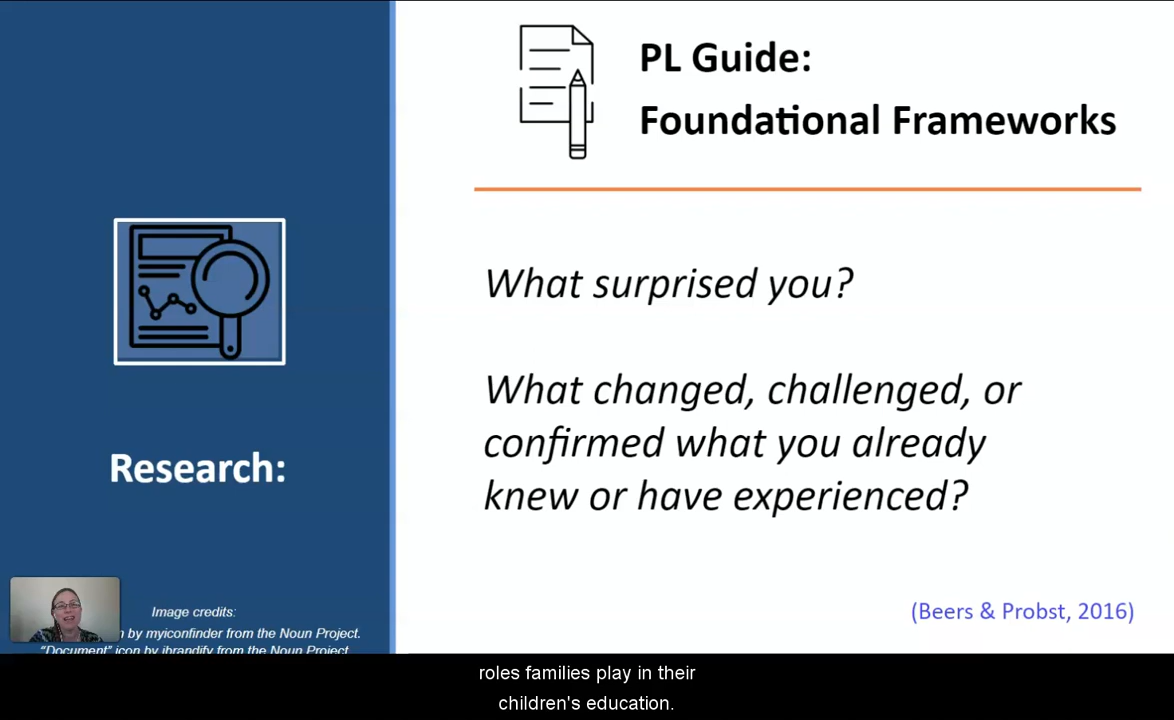 PL Guide:
Foundational Frameworks
What surprised you?
What changed, challenged, or
confirmed what you already
knew or have experienced?
Research:
(Beers & Probst, 2016)
Image credits:
by myiconfinder from the Noun Project.
"Document" icon by ibrandify from the Noun Project
roles families play in their
children's education.